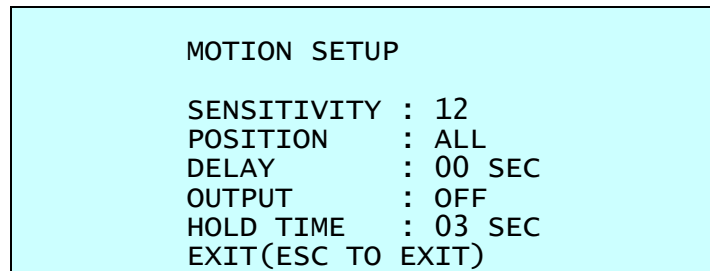 MOTION SETUP
SENSITIVITY : 12
POSITION : ALL
DELAY : 00 SEC
OUTPUT : OFF
HOLD TIME : 03 SEC
EXIT(ESC TO EXIT)